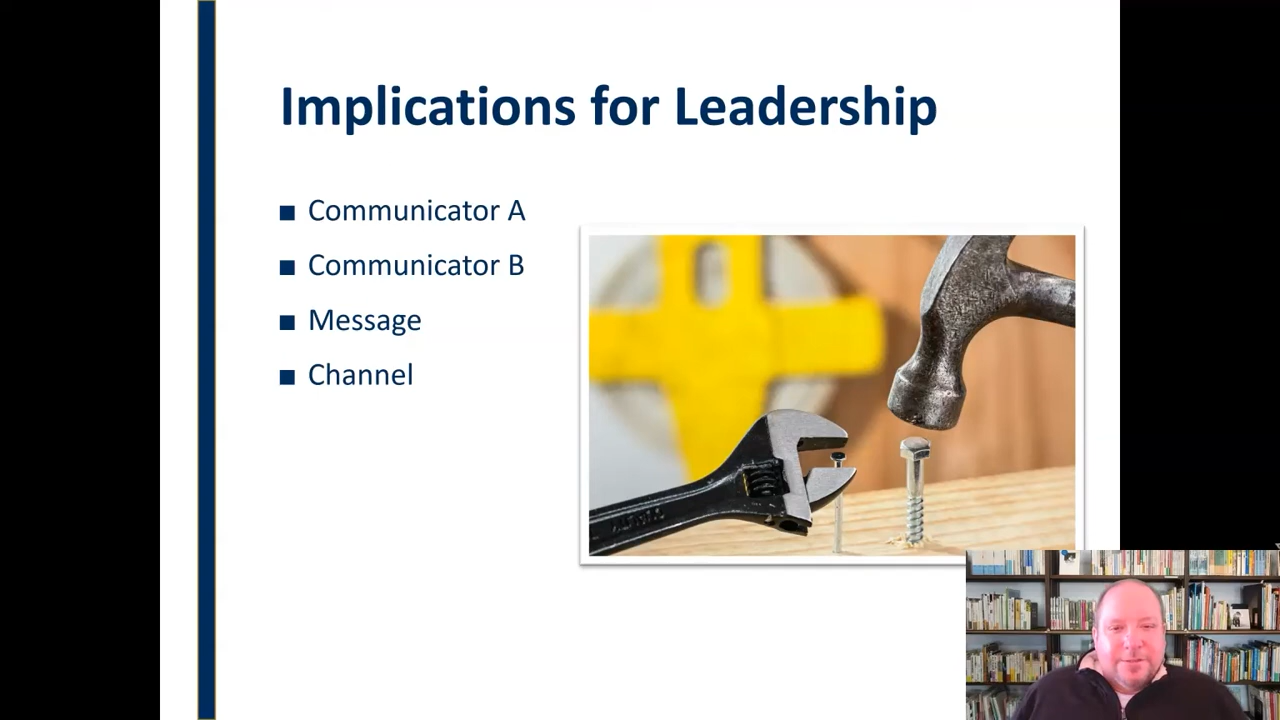 Implications for Leadership
Communicator A
Communicator B
Message
Channel